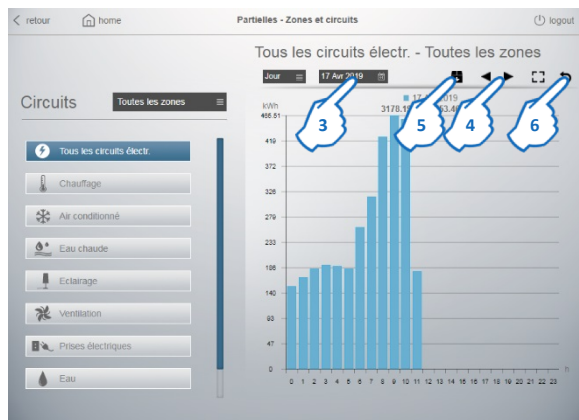 retour
home
Partielles - Zones et circuits
logout
Tous les circuits électr. - Toutes les zones
Jour
17 Avr 2019
Circuits
Toutes les zones
3
5
4
6
kWh
465.51
419
372
326
279
233
186
140
93
47
0
0 1 2 3 4 5 6 7 8 9 10 11 12 13 14 15 16 17 18 19 20 21 22 23
h
Tous les circuits électr.
Chauffage
Air conditionné
Eau chaude
Eclairage
Ventilation
Prises électriques
Eau